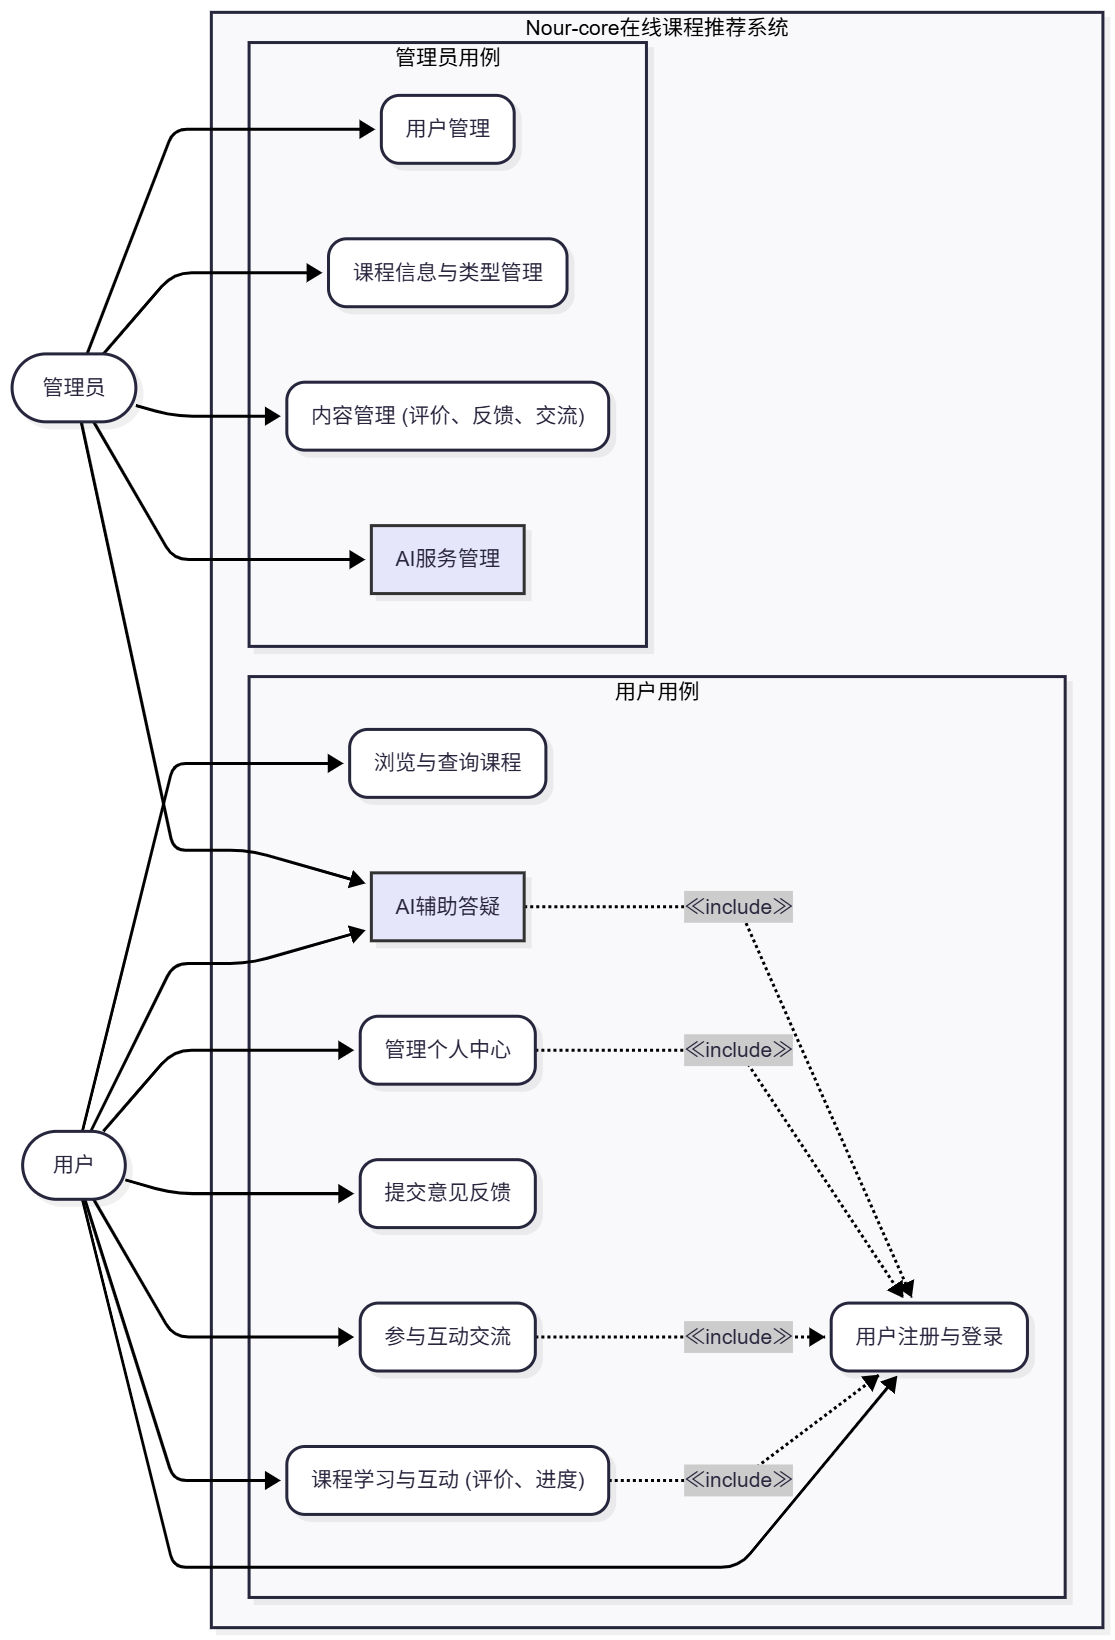 Nour-core在线课程推荐系统
管理员用例
用户管理
课程信息与类型管理
管理员
内容管理 (评价、反馈、交流)
AI服务管理
用户用例
浏览与查询课程
AI辅助答疑
≪include≫
管理个人中心
≪include≫
用户
提交意见反馈
参与互动交流
≪include≫
用户注册与登录
课程学习与互动 (评价、进度)
≪include≫